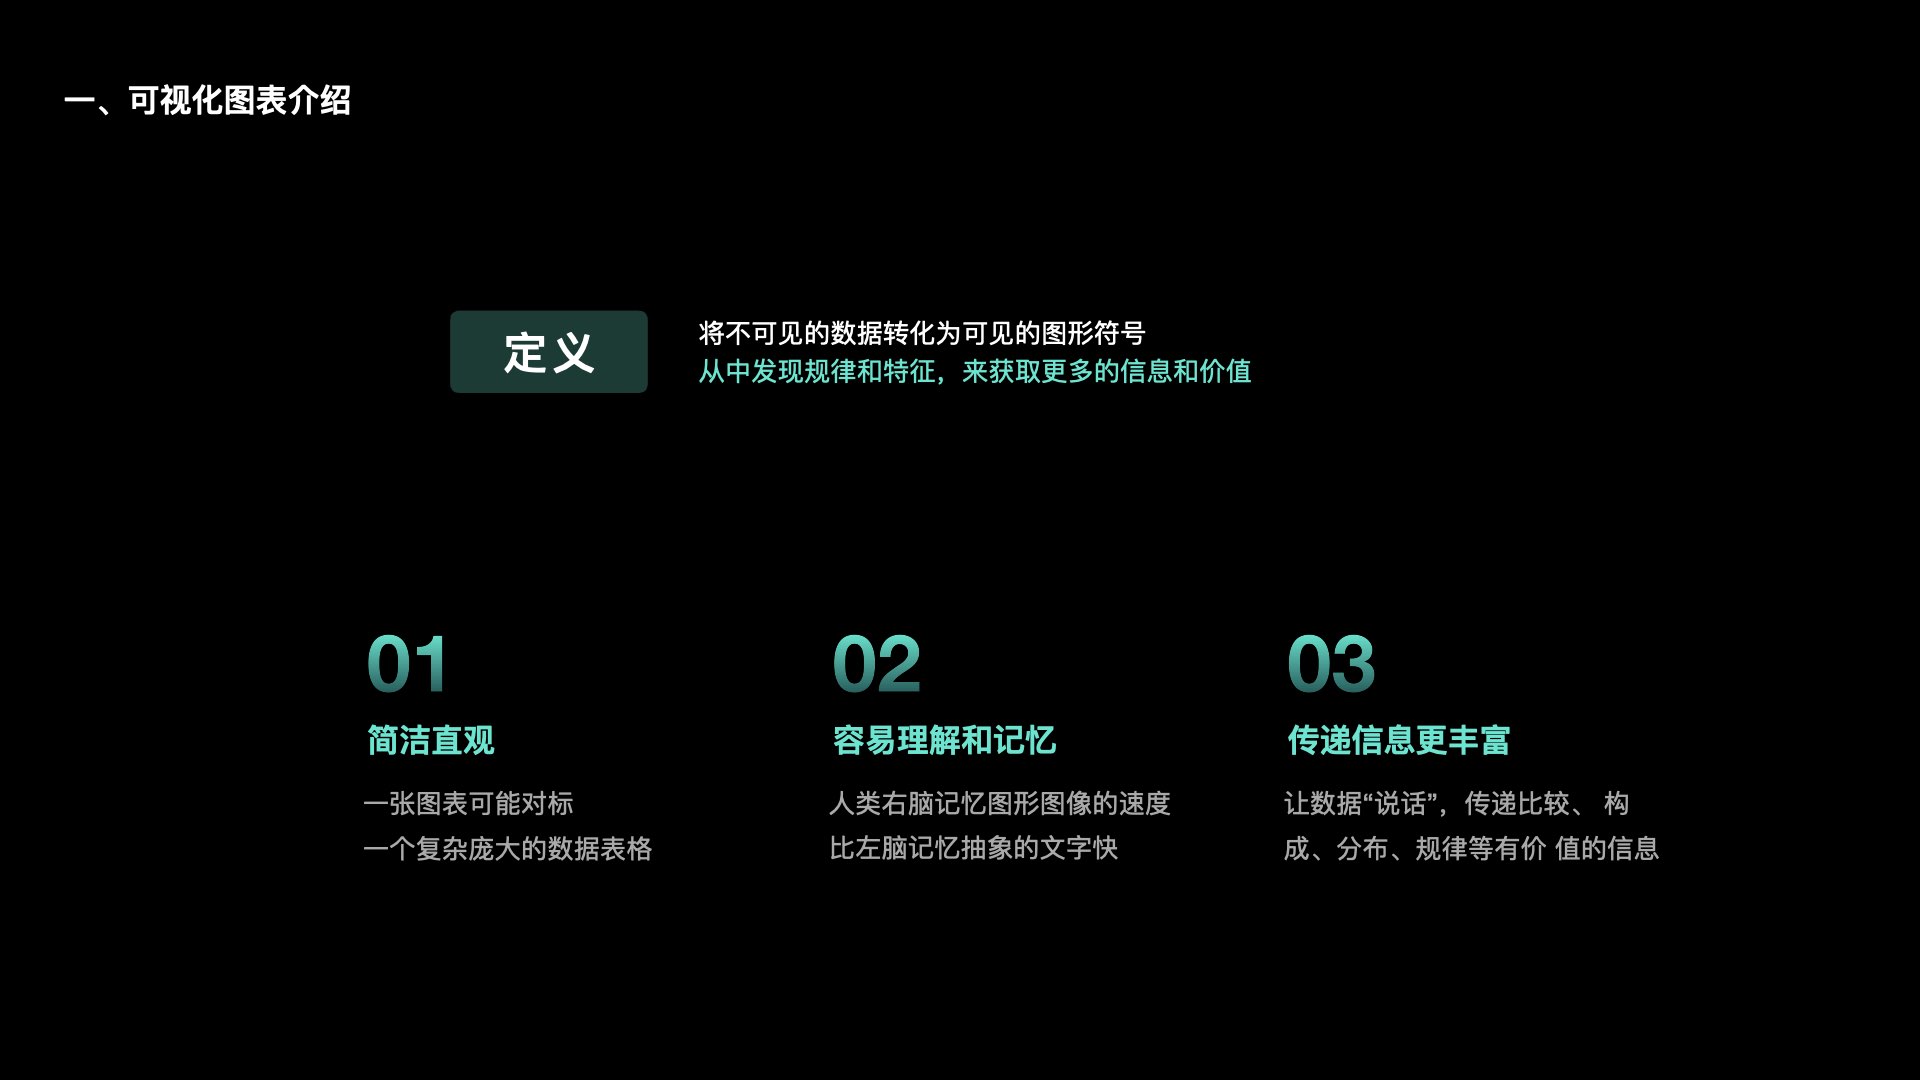 一、可视化图表介绍
定义
将不可见的数据转化为可见的图形符号
从中发现规律和特征，来获取更多的信息和价值
01
简洁直观
一张图表可能对标
一个复杂庞大的数据表格
02
容易理解和记忆
人类右脑记忆图形图像的速度
比左脑记忆抽象的文字快
03
传递信息更丰富
让数据“说话”，传递比较、 构
成、分布、规律等有价 值的信息